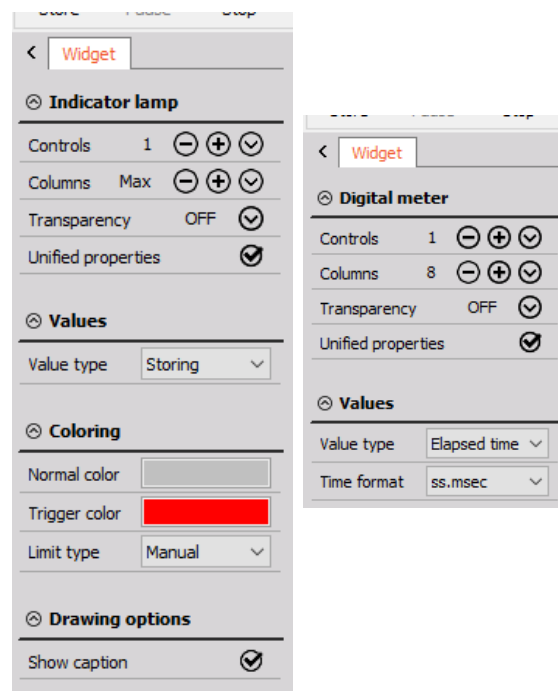 Widget
Indicator lamp
Controls 1
Columns Max
Transparency OFF
Unified properties
Values
Value type Storing
Coloring
Normal color
Trigger color
Limit type Manual
Drawing options
Show caption
Widget
Digital meter
Controls 1
Columns 8
Transparency OFF
Unified properties
Values
Value type Elapsed time
Time format ss.msec